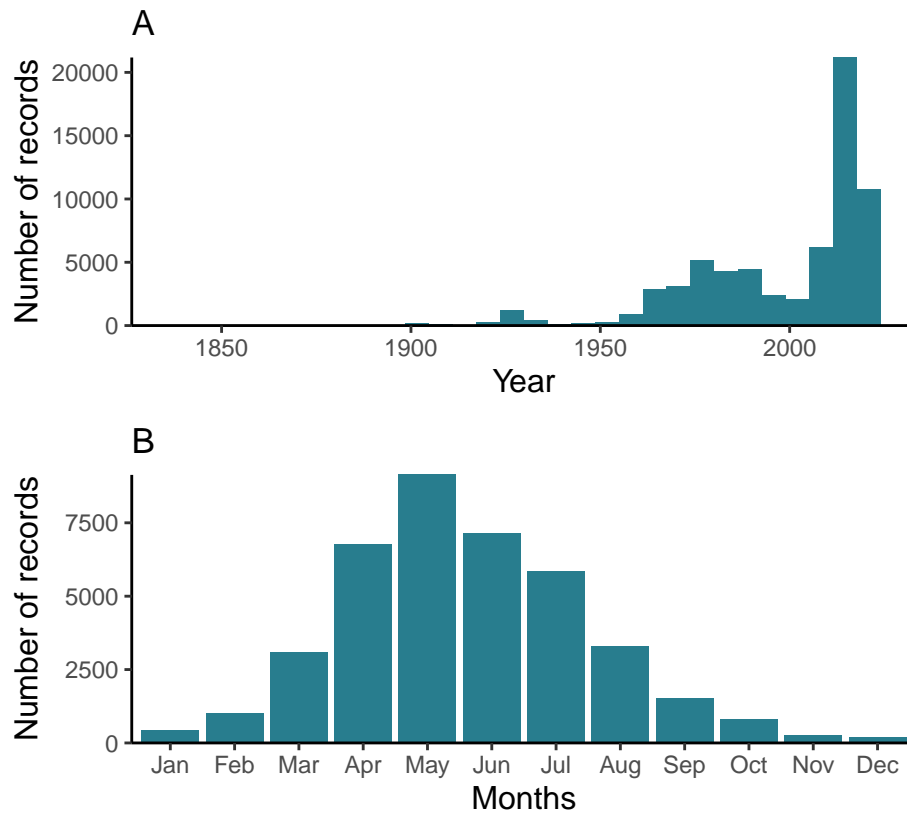 A
Number of records
20000
15000
10000
5000
0
1850 1900 1950 2000
Year
B
Number of records
7500
5000
2500
0
Jan Feb Mar Apr May Jun Jul Aug Sep Oct Nov Dec
Months